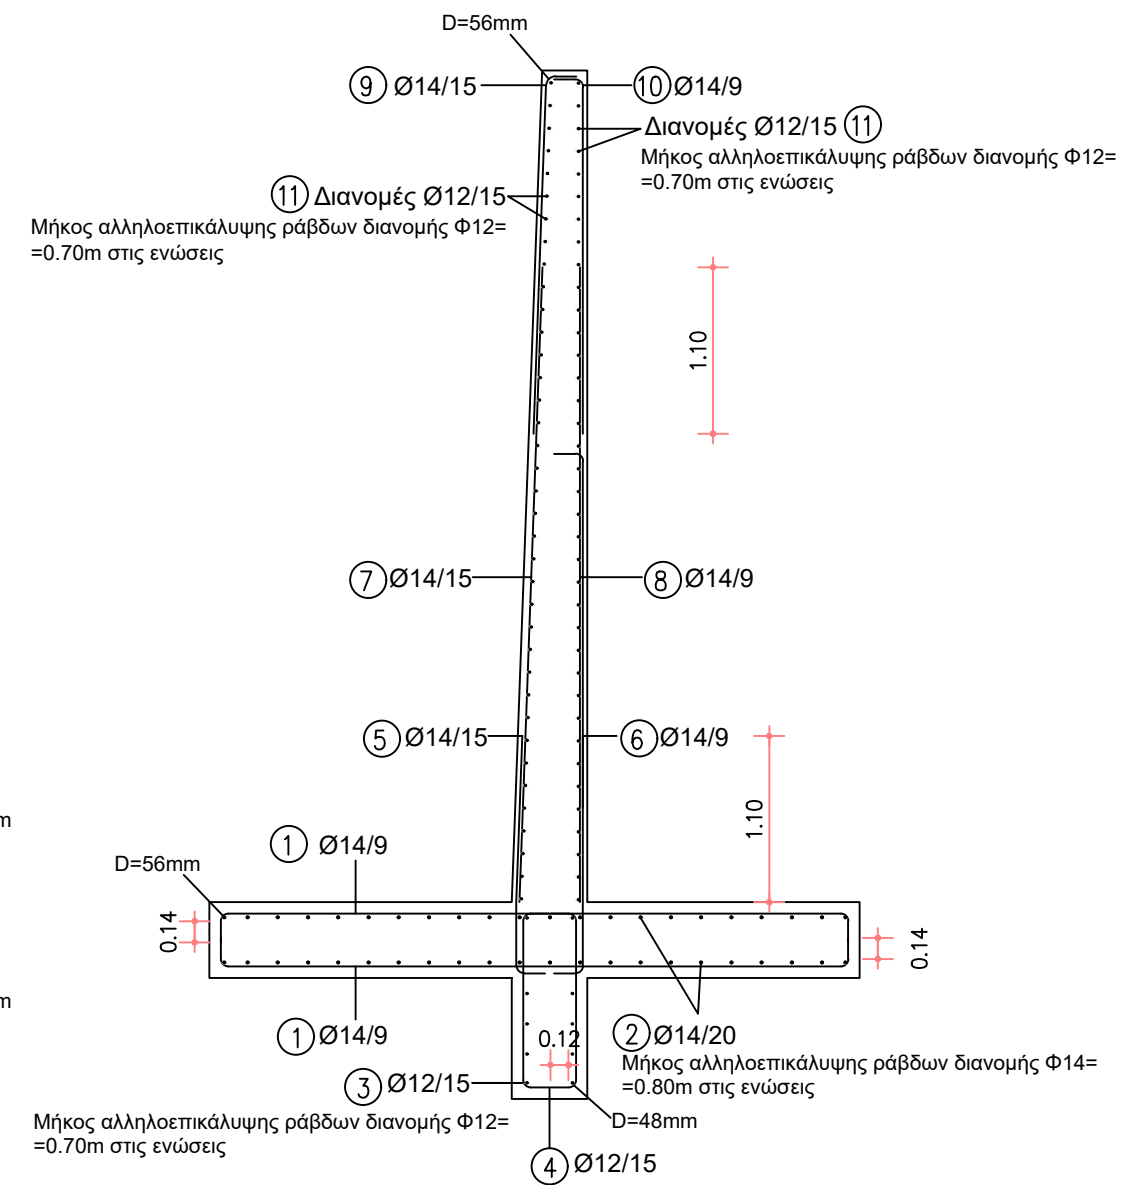 D=56mm
9 Ø14/15
10 Ø14/9
Διανομές Ø12/15 11
Μήκος αλληλοεπικάλυψης ράβδων διανομής Φ12=
=0.70m στις ενώσεις
11 Διανομές Ø12/15
Μήκος αλληλοεπικάλυψης ράβδων διανομής Φ12=
=0.70m στις ενώσεις
1.10
7 Ø14/15
8 Ø14/9
5 Ø14/15
6 Ø14/9
1.10
m
1 Ø14/9
D=56mm
0.14
0.14
m
1 Ø14/9
0.12
2 Ø14/20
Μήκος αλληλοεπικάλυψης ράβδων διανομής Φ14=
=0.80m στις ενώσεις
3 Ø12/15
Μήκος αλληλοεπικάλυψης ράβδων διανομής Φ12=
=0.70m στις ενώσεις
D=48mm
4 Ø12/15